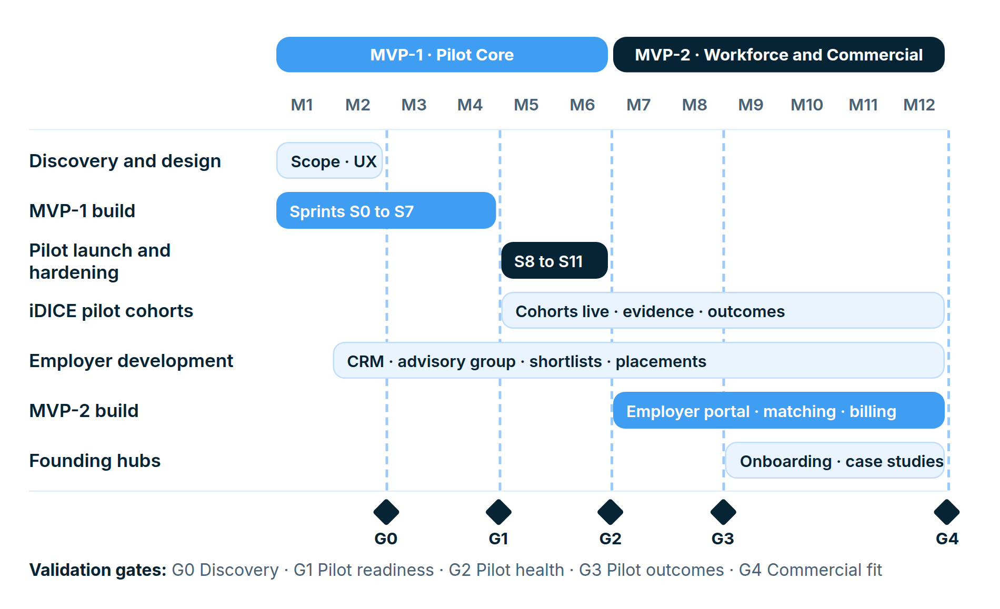 MVP-1 · Pilot Core
MVP-2 · Workforce and Commercial
M1 M2 M3 M4 M5 M6 M7 M8 M9 M10 M11 M12
Discovery and design
Scope · UX
MVP-1 build
Sprints S0 to S7
Pilot launch and
hardening
S8 to S11
iDICE pilot cohorts
Cohorts live · evidence · outcomes
Employer development
CRM · advisory group · shortlists · placements
MVP-2 build
Employer portal · matching · billing
Founding hubs
Onboarding · case studies
G0 G1 G2 G3 G4
Validation gates: G0 Discovery · G1 Pilot readiness · G2 Pilot health · G3 Pilot outcomes · G4 Commercial fit